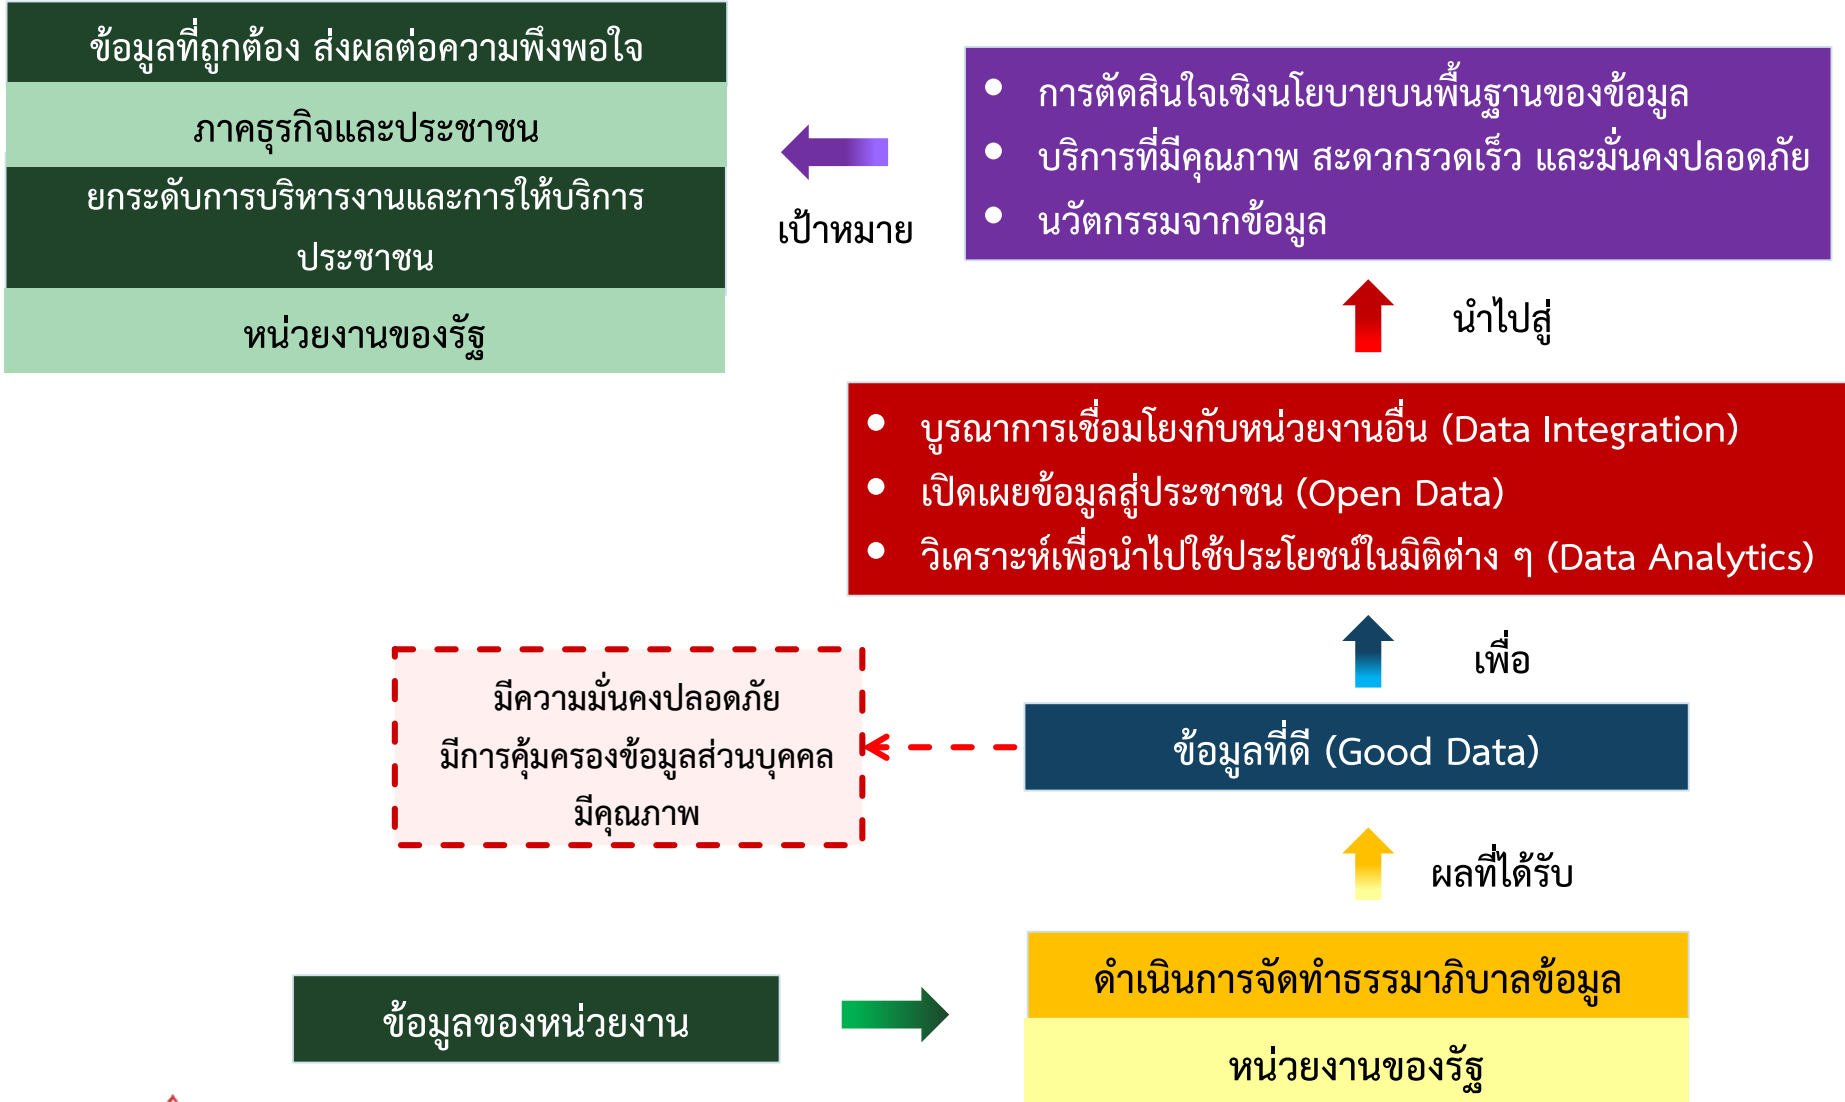 ข้อมูลที่ถูกต้อง ส่งผลต่อความพึงพอใจ
ภาคธุรกิจและประชาชน
ยกระดับการบริหารงานและการให้บริการ
ประชาชน
หน่วยงานของรัฐ
เป้าหมาย
การตัดสินใจเชิงนโยบายบนพื้นฐานของข้อมูล
บริการที่มีคุณภาพ สะดวกรวดเร็ว และมั่นคงปลอดภัย
นวัตกรรมจากข้อมูล
นำไปสู่
บูรณาการเชื่อมโยงกับหน่วยงานอื่น (Data Integration)
เปิดเผยข้อมูลสู่ประชาชน (Open Data)
วิเคราะห์เพื่อนำไปใช้ประโยชน์ในมิติต่าง ๆ (Data Analytics)
เพื่อ
มีความมั่นคงปลอดภัย
มีการคุ้มครองข้อมูลส่วนบุคคล
มีคุณภาพ
ข้อมูลที่ดี (Good Data)
ผลที่ได้รับ
ข้อมูลของหน่วยงาน
ดำเนินการจัดทำธรรมาภิบาลข้อมูล
หน่วยงานของรัฐ